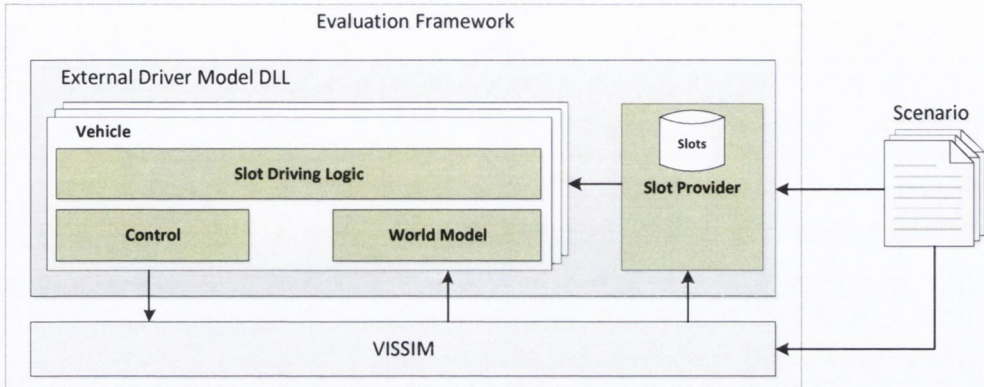 Evaluation Framework
External Driver Model DLL
Scenario
Vehicle
Slots
Slot Driving Logic
Slot Provider
Control
World Model
VISSIM